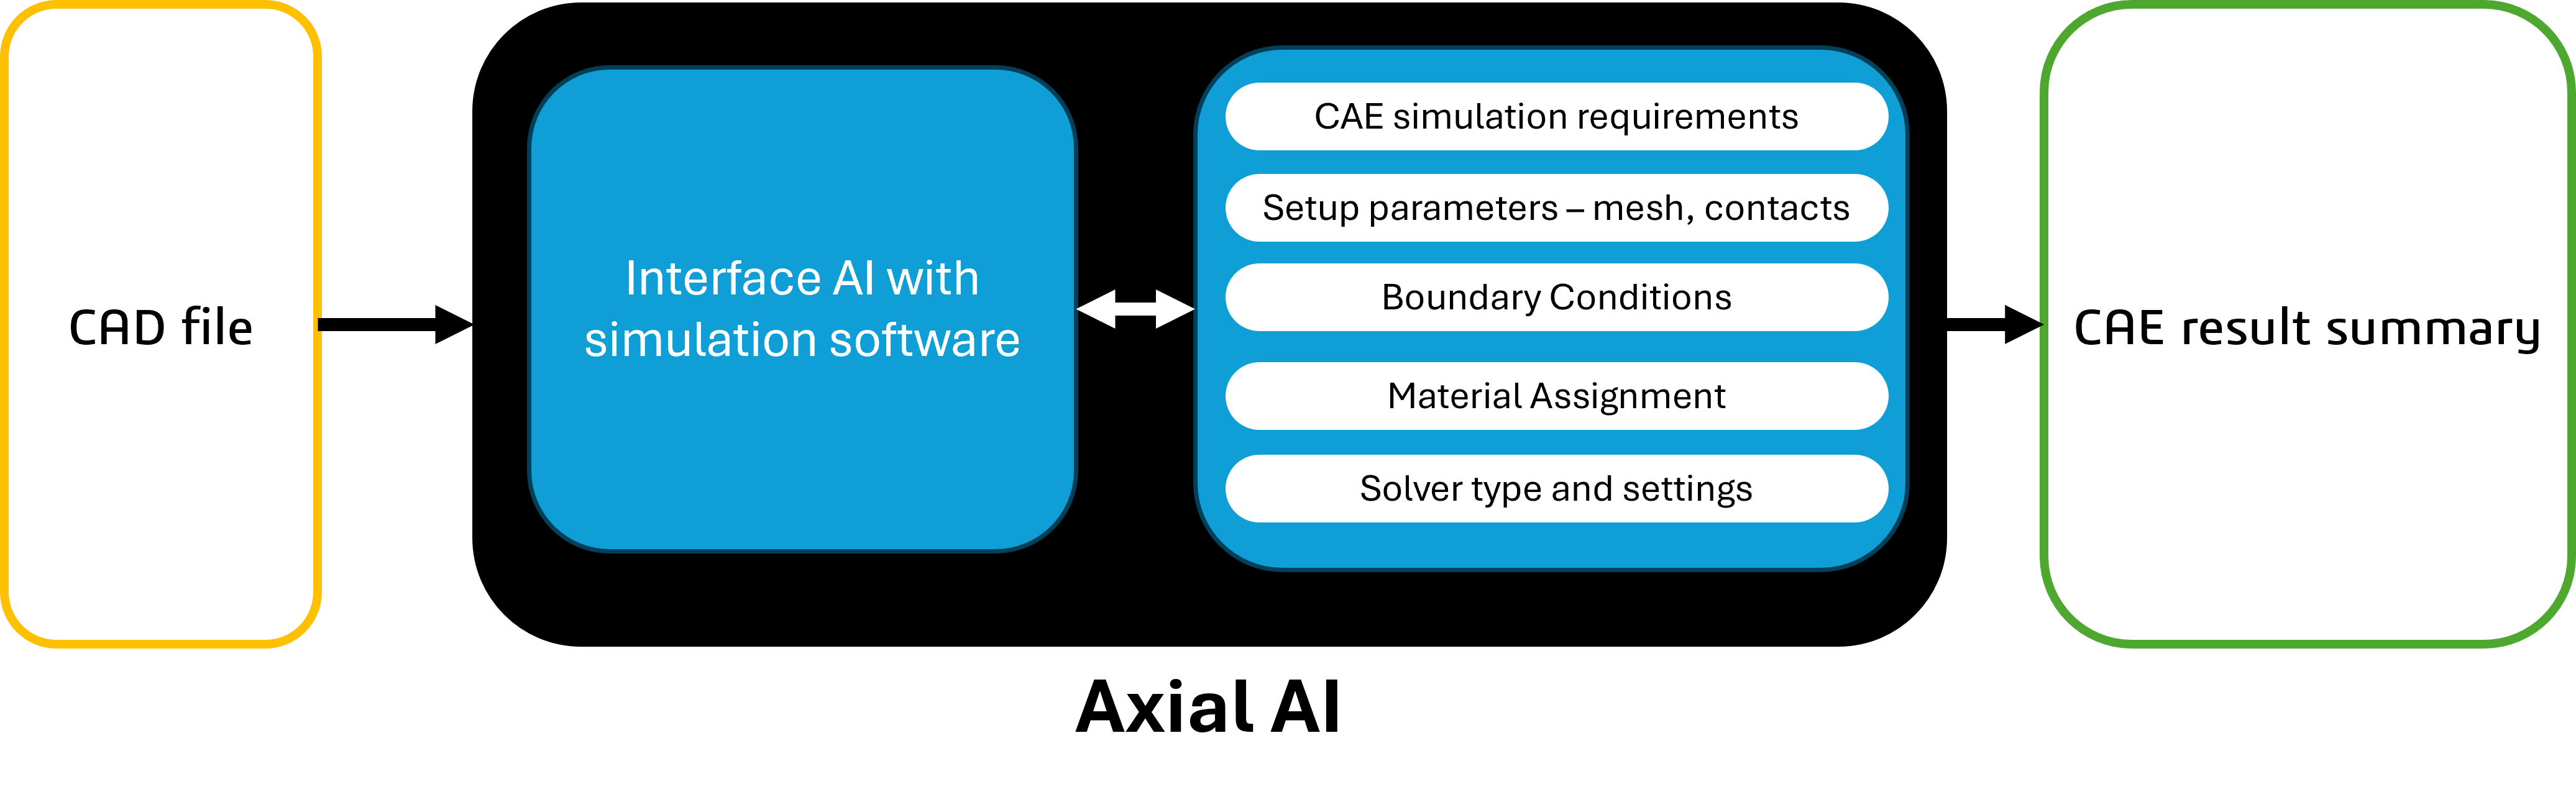 CAD file
Interface AI with
simulation software
CAE simulation requirements
Setup parameters – mesh, contacts
Boundary Conditions
Material Assignment
Solver type and settings
CAE result summary
Axial AI